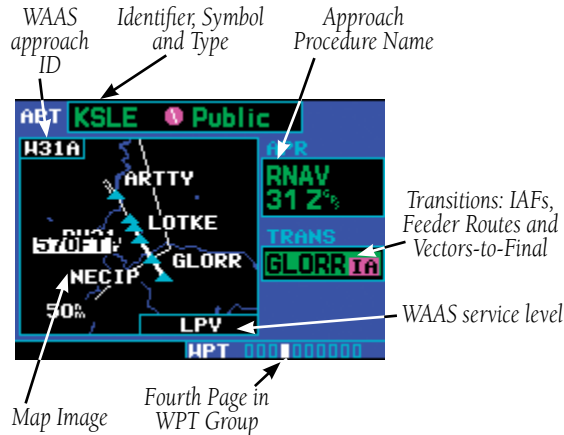 WAAS
approach
ID
Identifier, Symbol
and Type
Approach
Procedure Name
APT KSLE Public
W31A
APR
ARTTY
RNAV
31 Z GPS
LOTKE
570FT
TRANS
GLORR
GLORR IA
NECIP
50nm
LPV
WPT
Transitions: IAFs,
Feeder Routes and
Vectors-to-Final
WAAS service level
Map Image
Fourth Page in
WPT Group